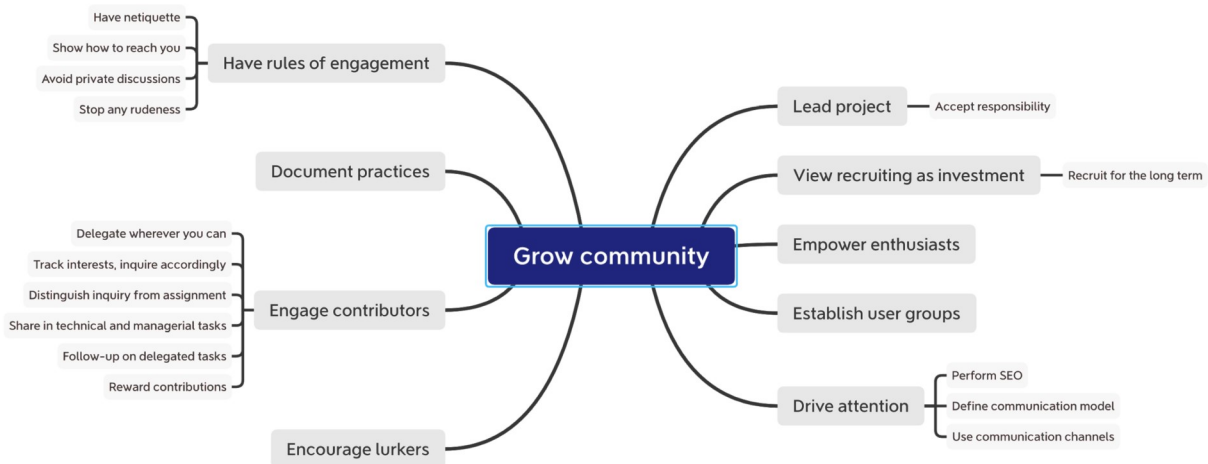 Grow community
Have rules of engagement
Have netiquette
Show how to reach you
Avoid private discussions
Stop any rudeness
Document practices
Engage contributors
Delegate wherever you can
Track interests, inquire accordingly
Distinguish inquiry from assignment
Share in technical and managerial tasks
Follow-up on delegated tasks
Reward contributions
Encourage lurkers
Lead project
Accept responsibility
View recruiting as investment
Recruit for the long term
Empower enthusiasts
Establish user groups
Drive attention
Perform SEO
Define communication model
Use communication channels